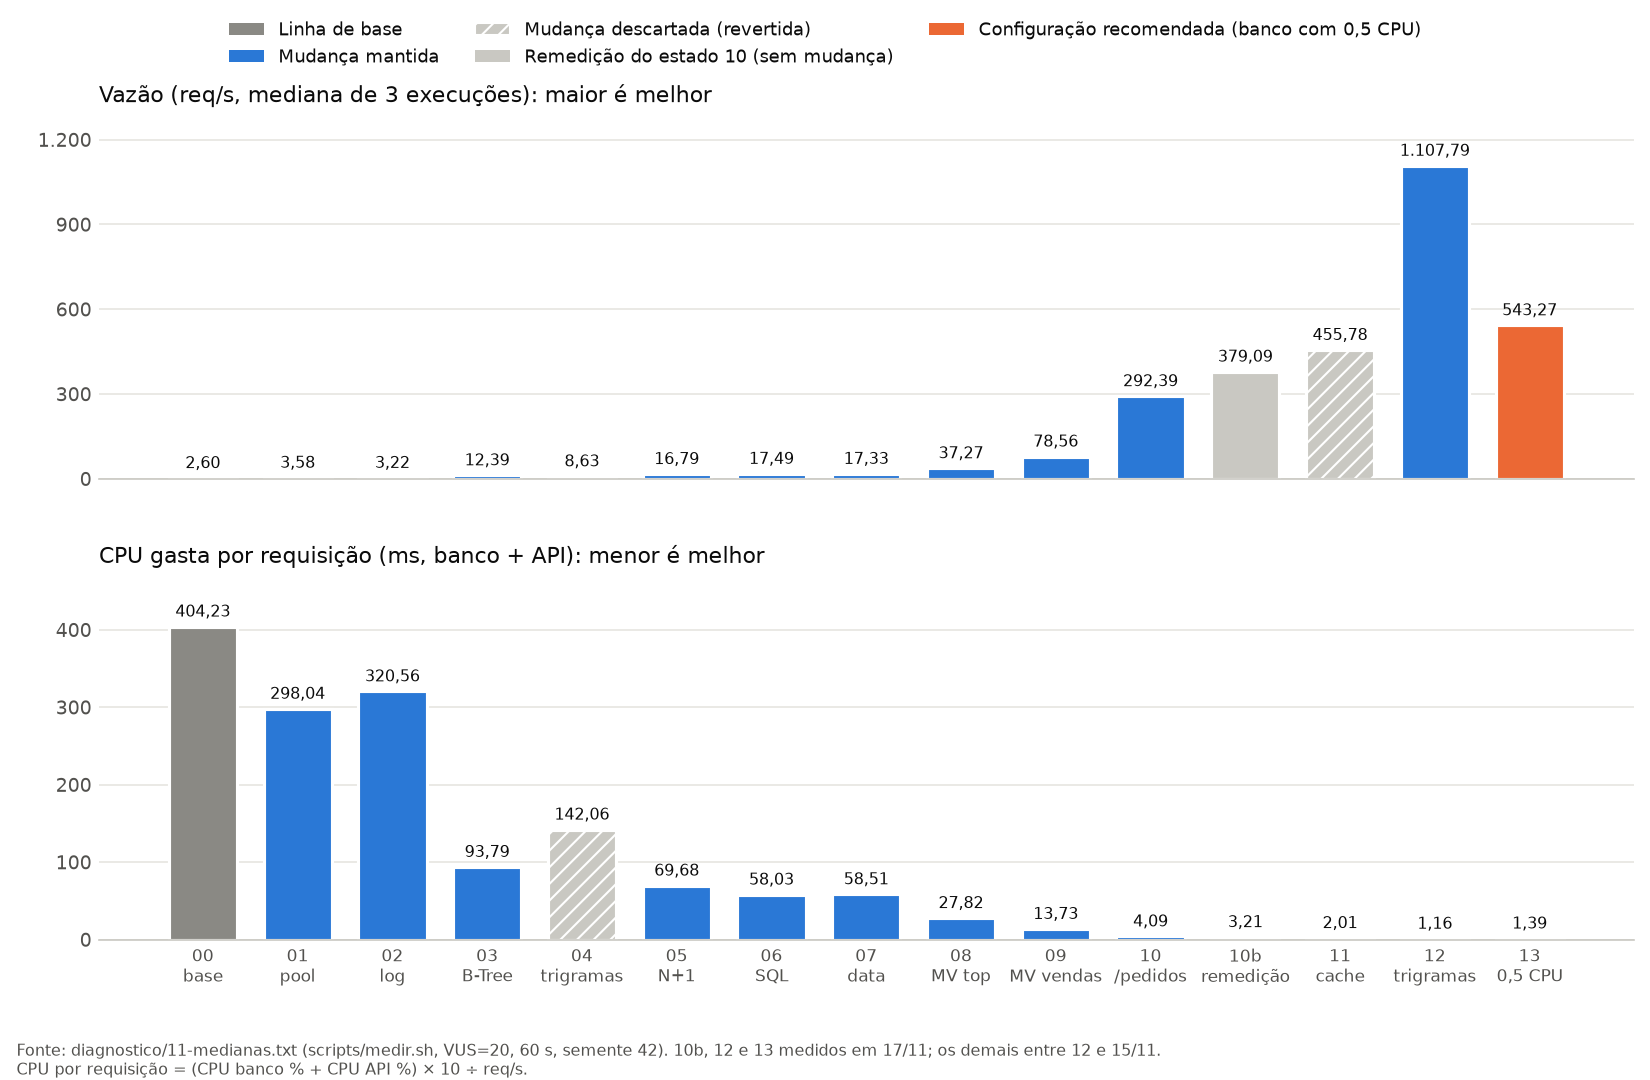 Linha de base
Mudança mantida
Mudança descartada (revertida)
Remedição do estado 10 (sem mudança)
Configuração recomendada (banco com 0,5 CPU)
Vazão (req/s, mediana de 3 execuções): maior é melhor
1.200
900
600
300
0
2,60
3,58
3,22
12,39
8,63
16,79
17,49
17,33
37,27
78,56
292,39
379,09
455,78
1.107,79
543,27
CPU gasta por requisição (ms, banco + API): menor é melhor
400
300
200
100
0
404,23
298,04
320,56
93,79
142,06
69,68
58,03
58,51
27,82
13,73
4,09
3,21
2,01
1,16
1,39
00
base
01
pool
02
log
03
B-Tree
04
trigramas
05
N+1
06
SQL
07
data
08
MV top
09
MV vendas
10
/pedidos
10b
remedição
11
cache
12
trigramas
13
0,5 CPU
Fonte: diagnostico/11-medianas.txt (scripts/medir.sh, VUS=20, 60 s, semente 42). 10b, 12 e 13 medidos em 17/11; os demais entre 12 e 15/11.
CPU por requisição = (CPU banco % + CPU API %) × 10 ÷ req/s.